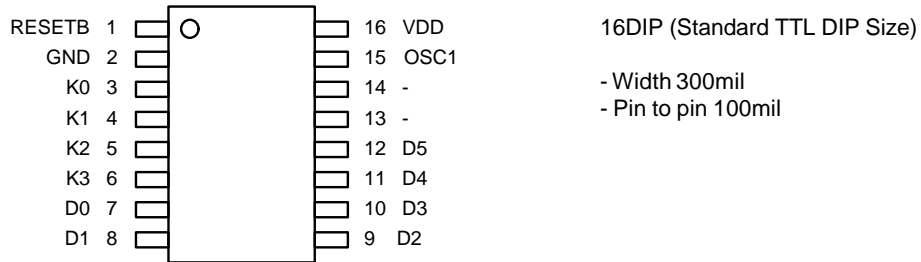 RESETB 1 16 VDD 16DIP (Standard TTL DIP Size)
GND 2 15 OSC1
K0 3 14 - - Width 300mil
K1 4 13 - - Pin to pin 100mil
K2 5 12 D5
K3 6 11 D4
D0 7 10 D3
D1 8 9 D2